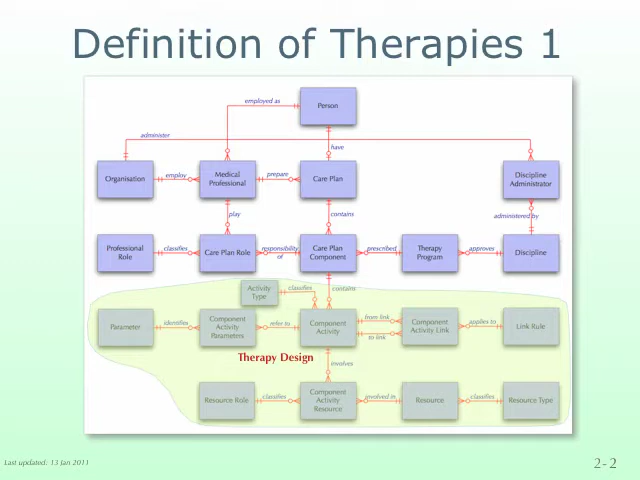 Definition of Therapies 1
employed as
Person
administer
have
Organisation
employ
Medical
Professional
prepare
Care Plan
Discipline
Administrator
play
contains
administered by
Professional
Role
classifies
Care Plan Role
responsibility
of
Care Plan
Component
prescribed
Therapy
Program
approves
Discipline
Activity
Type
classifies
contains
Parameter
identifies
Component
Activity
Parametrns
refer to
Component
Activity
from link
to link
Component
Activity Link
applies to
Link Rule
Therapy Design
involves
Resource Role
classifies
Component
Activity
Resource
involved in
Resource
classifies
Resource Type
Last updated: 13 Jan 2011
2-2